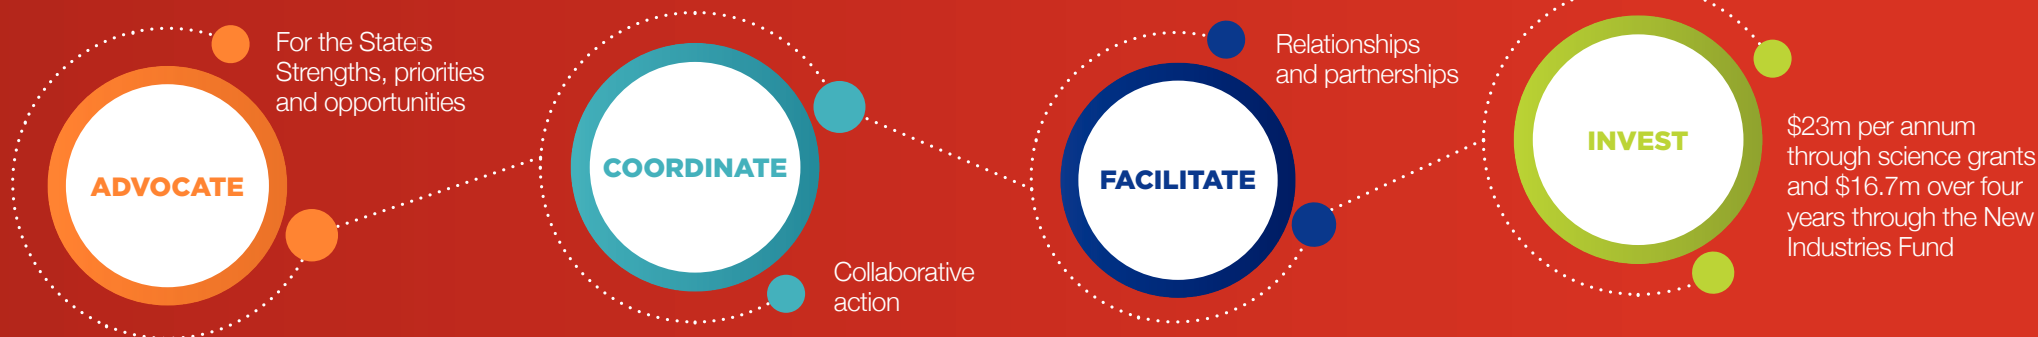 ADVOCATE
For the State's
Strengths, priorities
and opportunities
COORDINATE
Collaborative
action
FACILITATE
Relationships
and partnerships
INVEST
$23m per annum
through science grants
and $16.7m over four
years through the New
Industries Fund